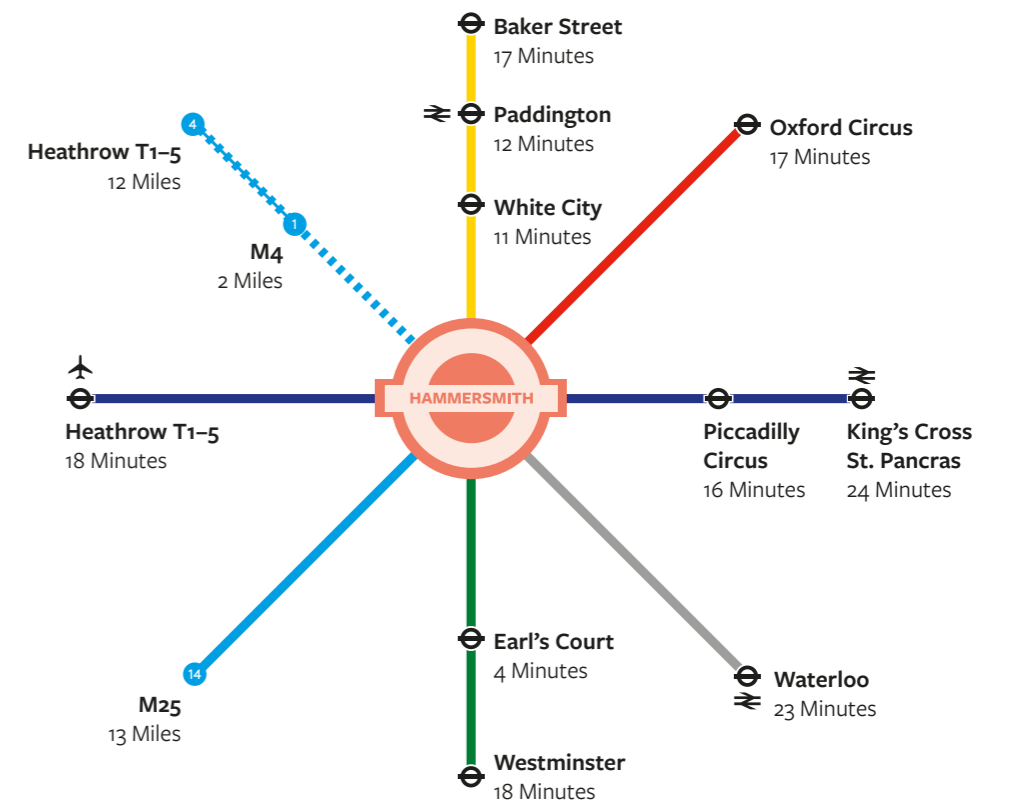 Baker Street
17 Minutes
Paddington
12 Minutes
White City
11 Minutes
Oxford Circus
17 Minutes
4
Heathrow T1–5
12 Miles
1
M4
2 Miles
HAMMERSMITH
Heathrow T1–5
18 Minutes
Piccadilly
Circus
16 Minutes
King's Cross
St. Pancras
24 Minutes
14
M25
13 Miles
Earl's Court
4 Minutes
Westminster
18 Minutes
Waterloo
23 Minutes